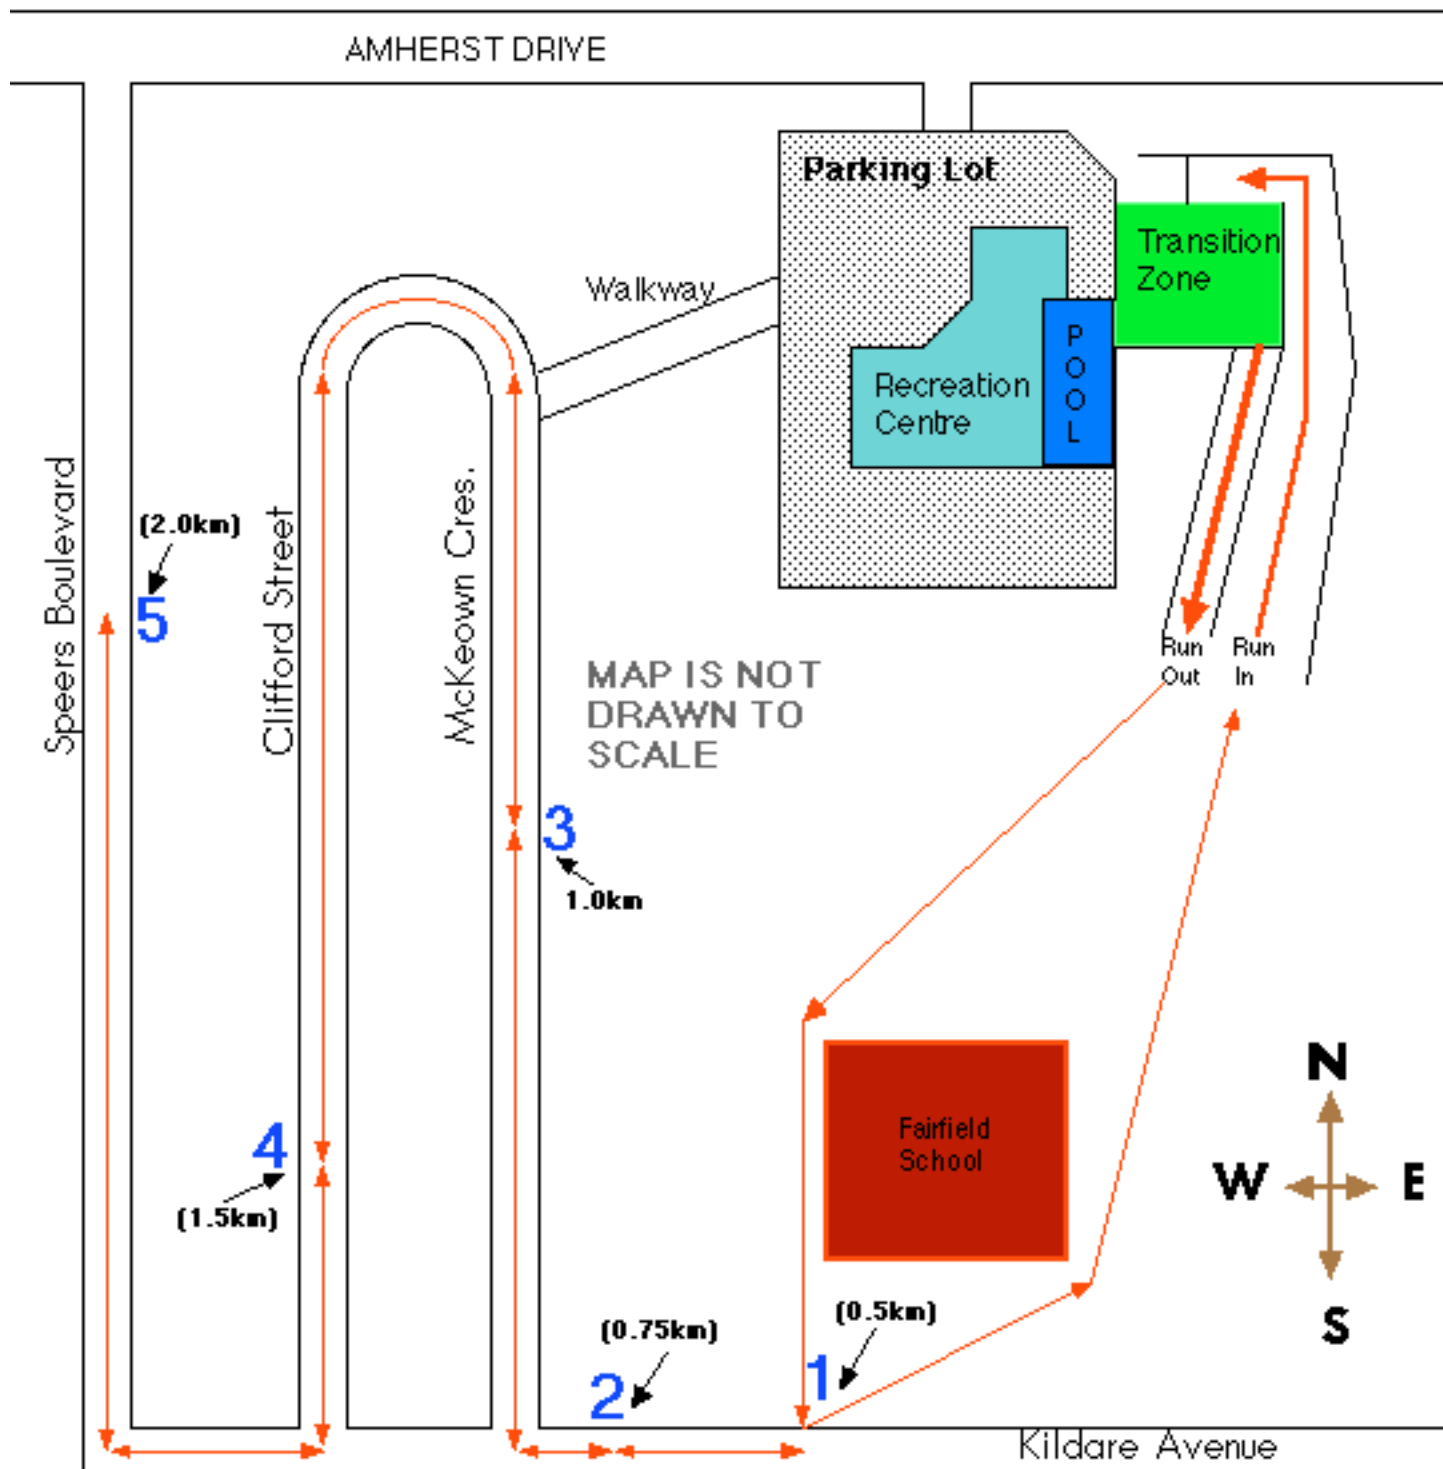 AMHERST DRIVE
Parking Lot
Transition
Zone
Walkway
POOL
Recreation
Centre
Speers Boulevard
(2.0km)
5
Clifford Street
McKeown Cres.
Run
Out
Run
In
MAP IS NOT
DRAWN TO
SCALE
3
1.0km
4
(1.5km)
Fairfield
School
N
W
E
S
(0.75km)
2
(0.5km)
1
Kildare Avenue